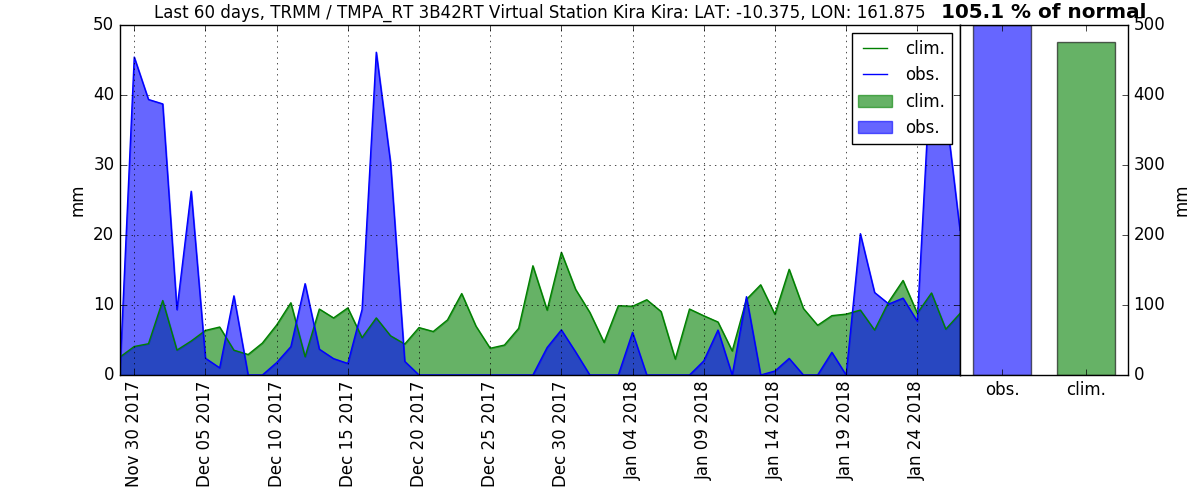 Last 60 days, TRMM / TMPA_RT 3B42RT Virtual Station Kira Kira: LAT: -10.375, LON: 161.875 105.1 % of normal
50
40
30
20
10
0
mm
clim.
obs.
clim.
obs.
500
400
300
200
100
0
mm
obs.
clim.
Nov 30 2017
Dec 05 2017
Dec 10 2017
Dec 15 2017
Dec 20 2017
Dec 25 2017
Dec 30 2017
Jan 04 2018
Jan 09 2018
Jan 14 2018
Jan 19 2018
Jan 24 2018